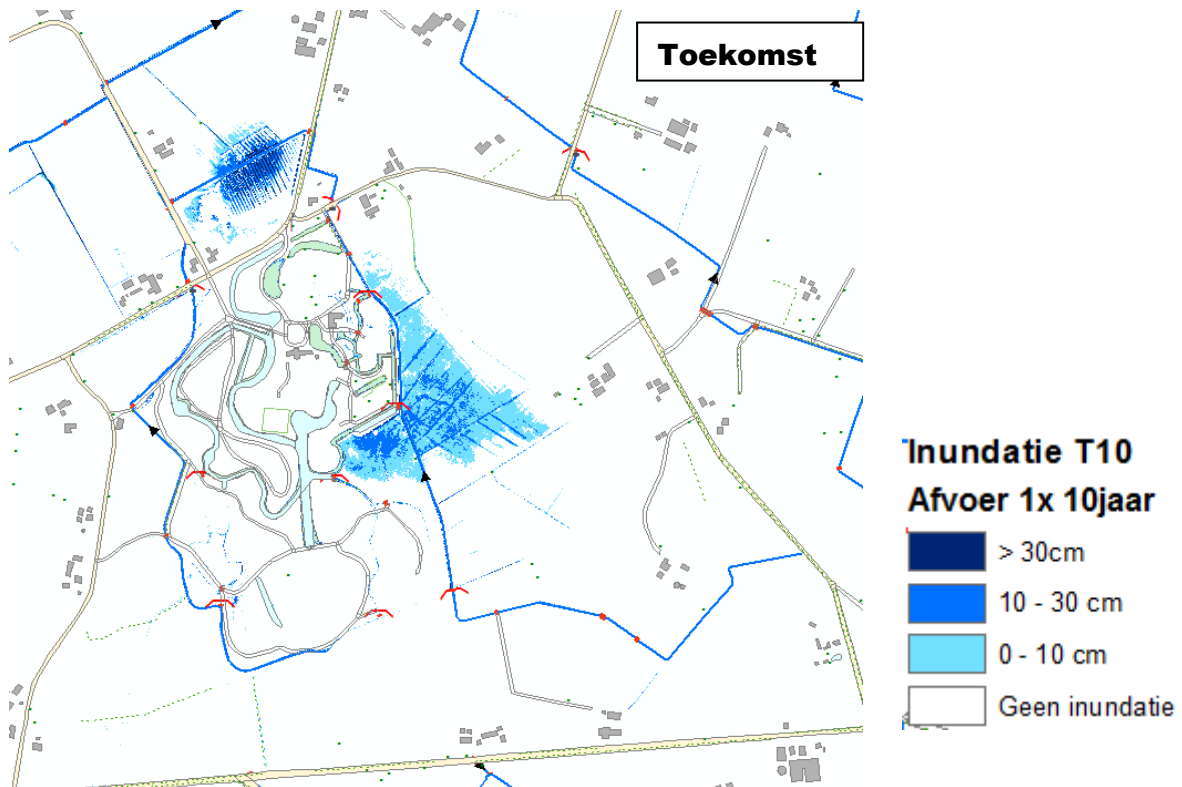 Toekomst
Inundatie T10
Afvoer 1x 10jaar
> 30cm
10 - 30 cm
0 - 10 cm
Geen inundatie